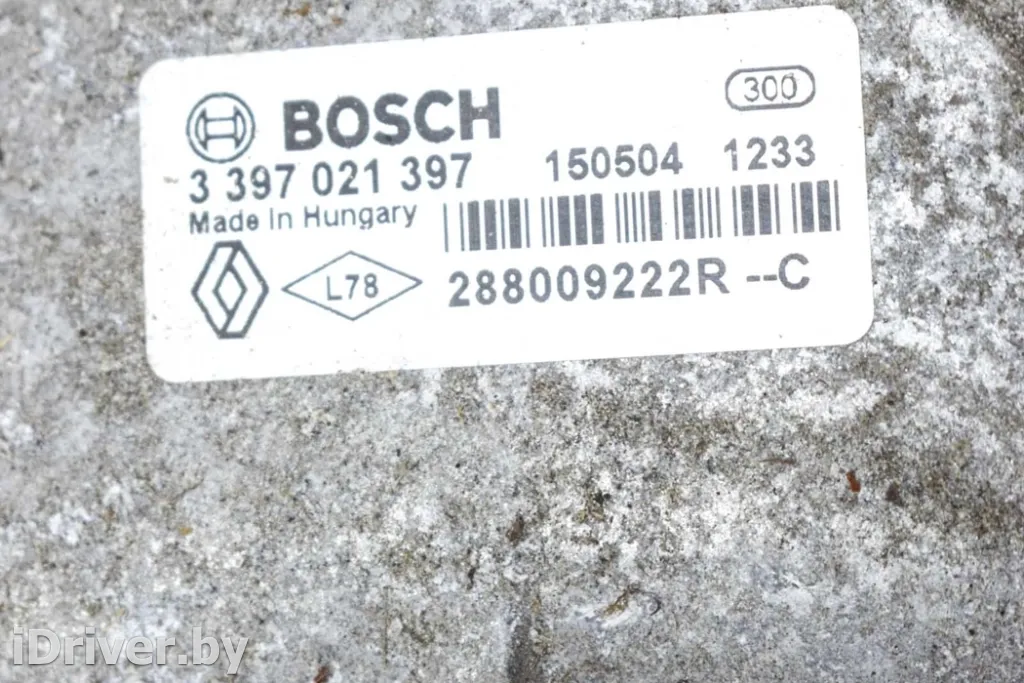 300
BOSCH
3 397 021 397 150504 1233
Made in Hungary
L78 288009222R --C
iDriver.by